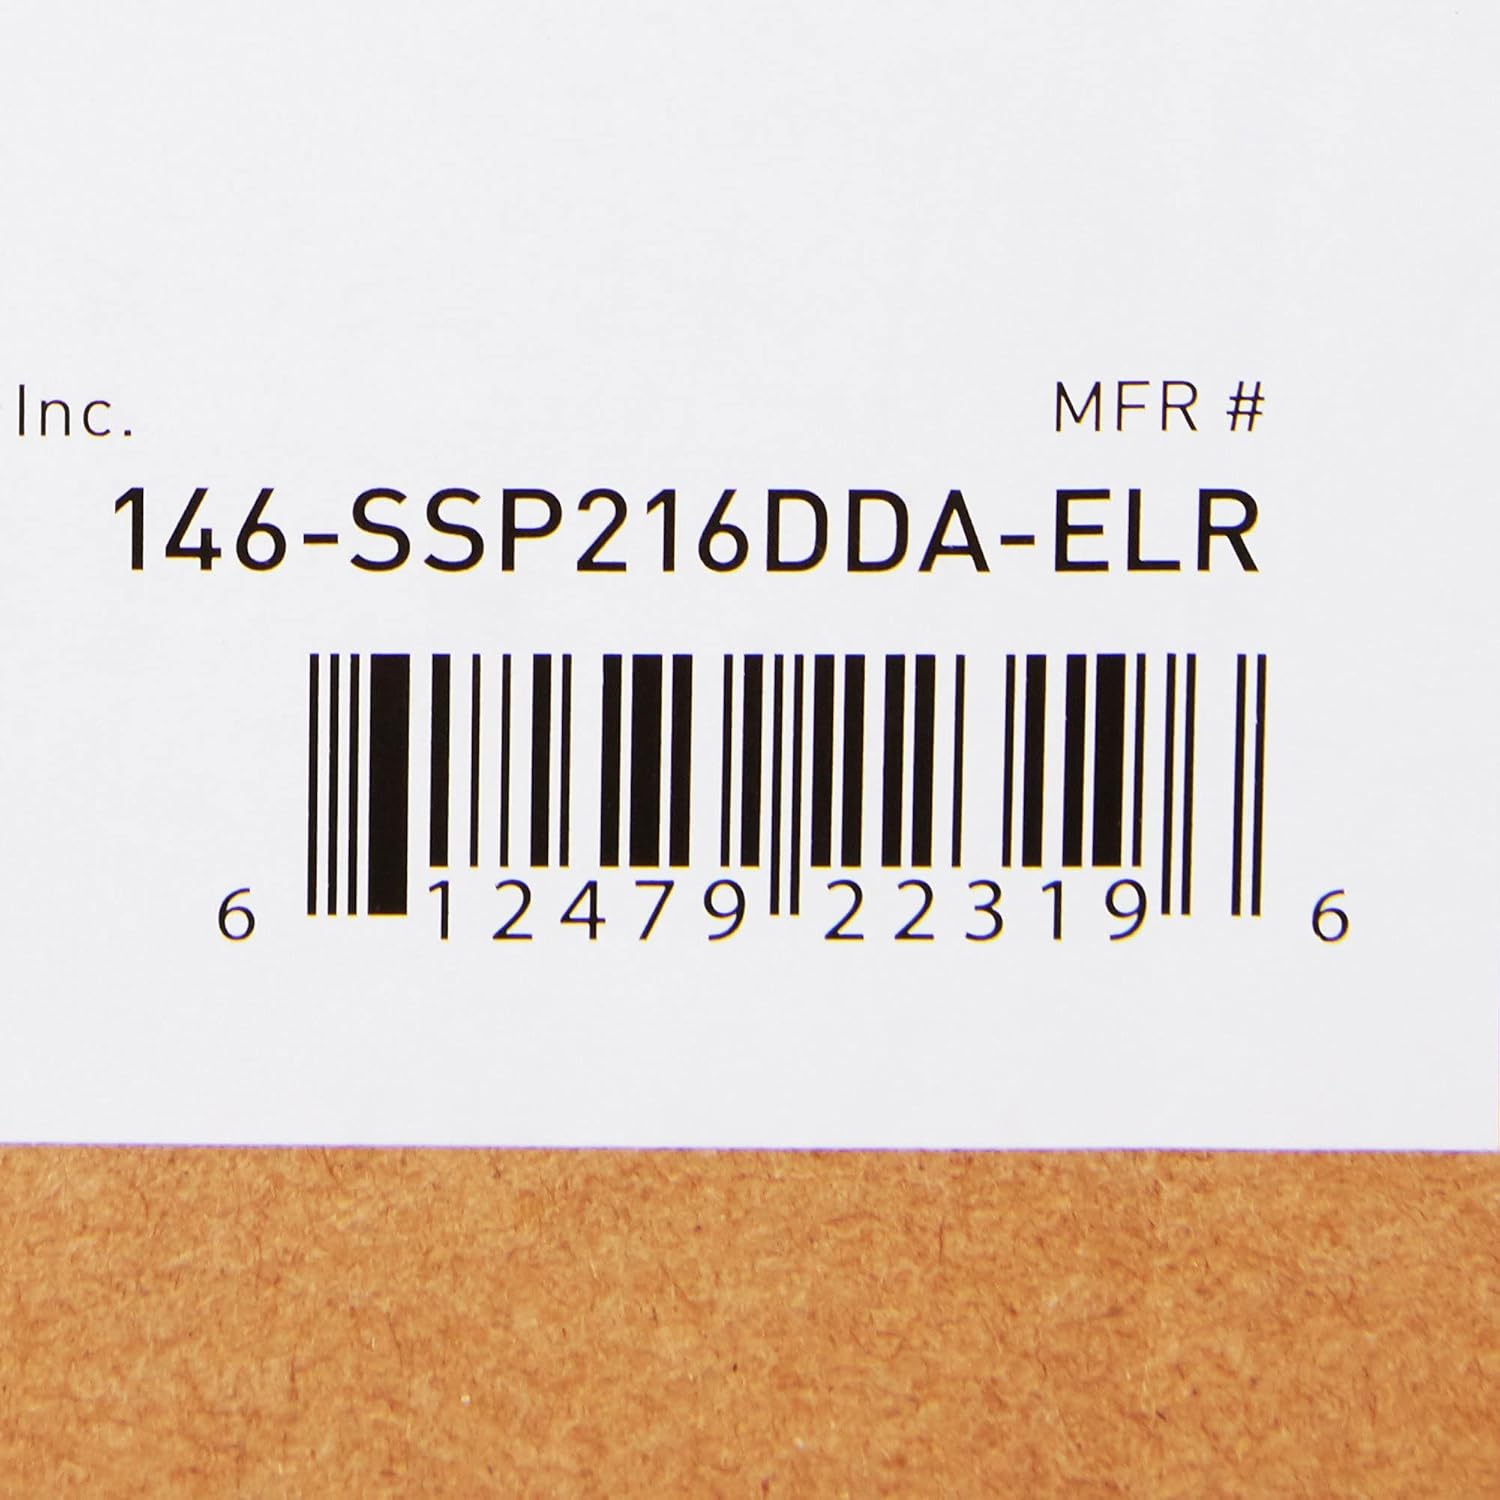 Inc. MFR #
146-SSP216DDA-ELR
6 12479 22319 6